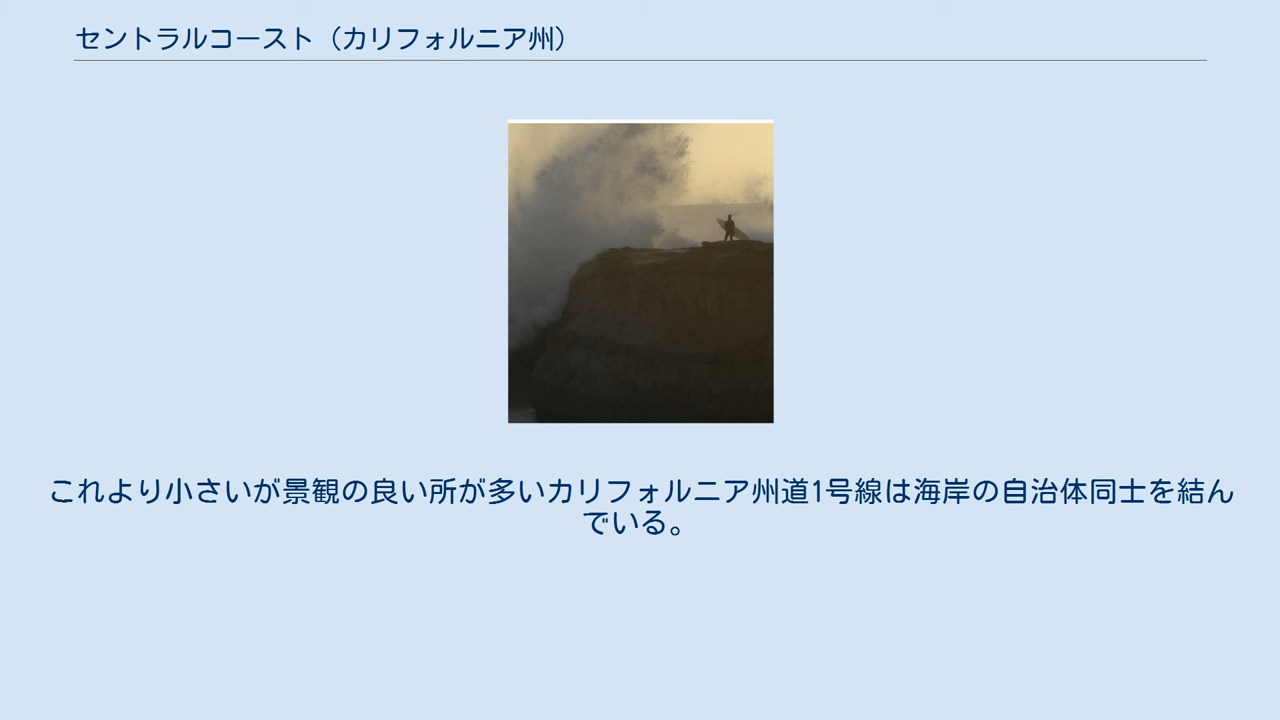 セントラルコースト（カリフォルニア州）
これより小さいが景観の良い所が多いカリフォルニア州道1号線は海岸の自治体同士を結ん
でいる。